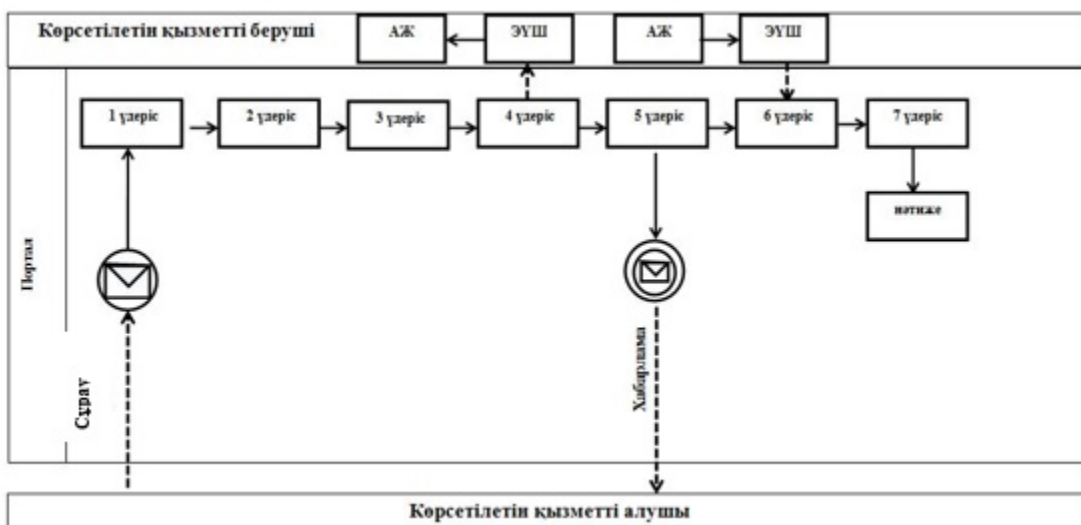 Көрсетілетін қызметті беруші
АЖ
ЭҮШ
АЖ
ЭҮШ
1 үдеріс
2 үдеріс
3 үдеріс
4 үдеріс
5 үдеріс
6 үдеріс
7 үдеріс
нәтиже
Портал
Сұрау
Хабарлама
Көрсетілетін қызметті алушы